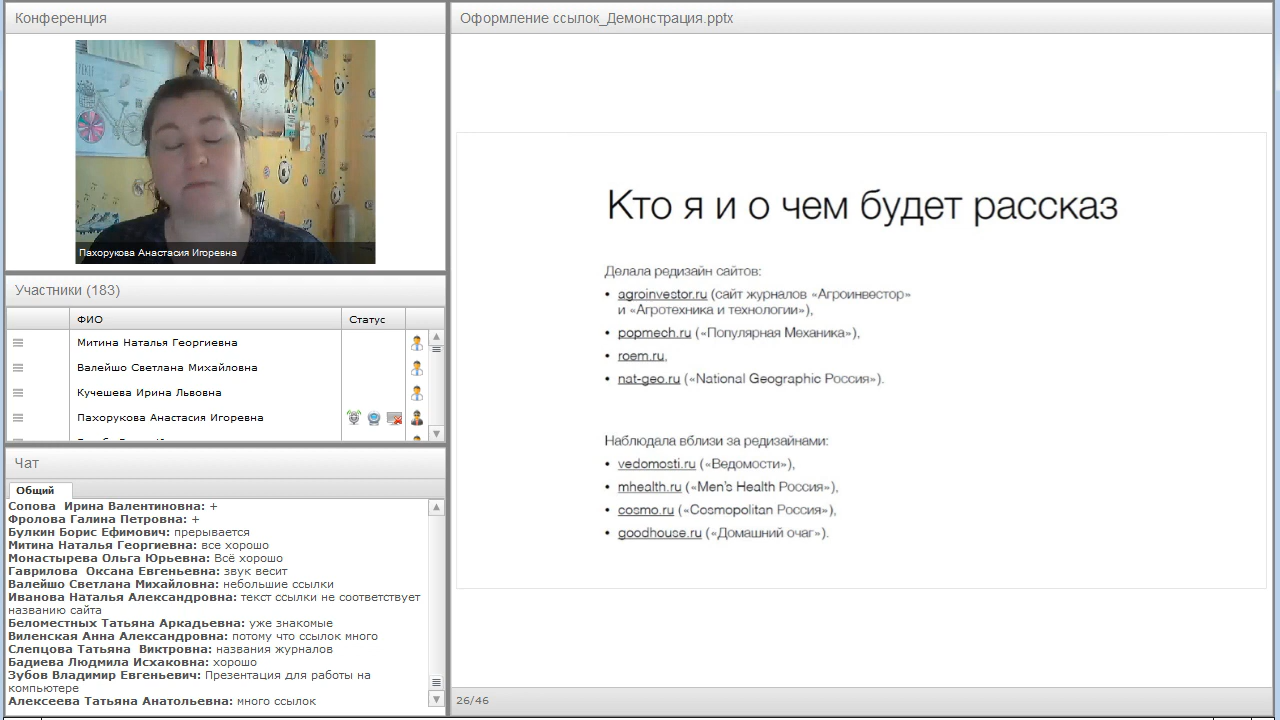 Конференция
Пахорукова Анастасия Игоревна
Участники (183)
ФИО
Статус
Митина Наталья Георгиевна
Валейшо Светлана Михайловна
Кучешева Ирина Львовна
Пахорукова Анастасия Игоревна
Чат
Общий
Сопова Ирина Валентиновна: +
Фролова Галина Петровна: +
Булкин Борис Ефимович: прерывается
Митина Наталья Георгиевна: все хорошо
Монастырева Ольга Юрьевна: Всё хорошо
Гаврилова Оксана Евгеньевна: звук весит
Валейшо Светлана Михайловна: небольшие ссылки
Иванова Наталья Александровна: текст ссылки не соответствует
названию сайта
Беломестных Татьяна Аркадьевна: уже знакомые
Виленская Анна Александровна: потому что ссылок много
Слепцова Татьяна Виктровна: названия журналов
Бадиева Людмила Исхаковна: хорошо
Зубов Владимир Евгеньевич: Презентация для работы на
компьютере
Алексеева Татьяна Анатольевна: много ссылок
Оформление ссылок_Демонстрация.pptx
Кто я и о чем будет рассказ
Делала редизайн сайтов:
• agroinvestor.ru (сайт журналов «Агроинвестор»
и «Агротехника и технологии»),
• popmech.ru («Популярная Механика»),
• roem.ru,
• nat-geo.ru («National Geographic Россия»).
Наблюдала вблизи за редизайнами:
• vedomosti.ru («Ведомости»),
• mhealth.ru («Men's Health Россия»),
• cosmo.ru («Cosmopolitan Россия»),
• goodhouse.ru («Домашний очаг»).
26/46